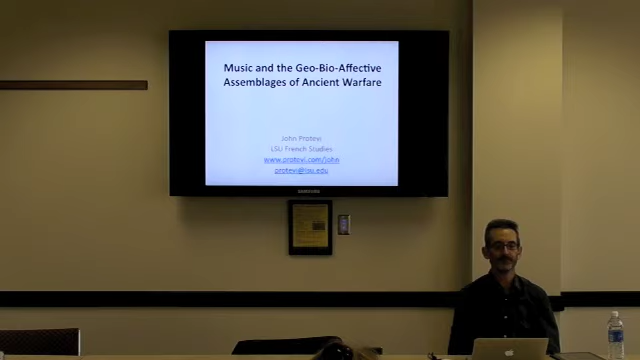 Music and the Geo-Bio-Affective
Assemblages of Ancient Warfare
John Protevi
LSU French Studies
www.protevi.com/john
protevi@lsu.edu
SAMSUNG